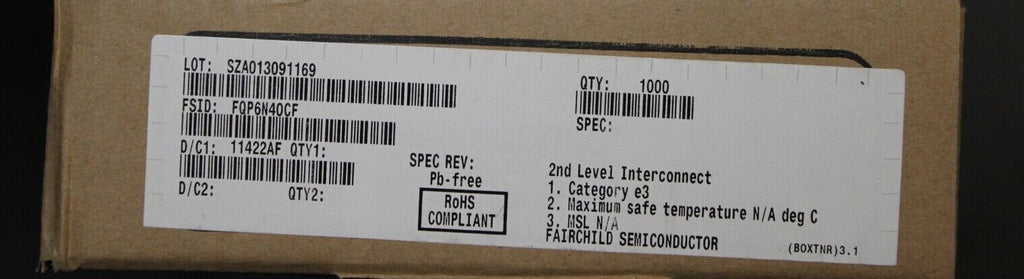 LOT: SZA013091169
QTY: 1000
FSID: FQP6N40CF
SPEC:
D/C1: 11422AF QTY1:
SPEC REV:
Pb-free
D/C2: QTY2:
RoHS
COMPLIANT
2nd Level Interconnect
1. Category e3
2. Maximum safe temperature N/A deg C
3. MSL N/A
FAIRCHILD SEMICONDUCTOR
(BOXTNR)3.1